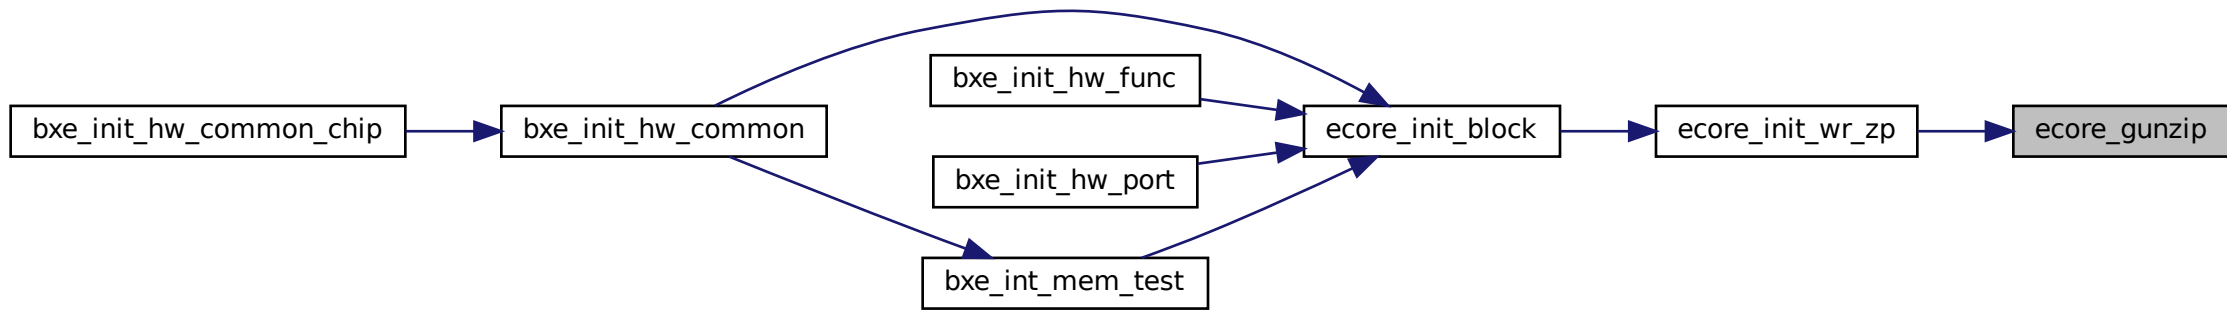 bxe_init_hw_common_chip
bxe_init_hw_common
bxe_init_hw_func
bxe_init_hw_port
bxe_int_mem_test
ecore_init_block
ecore_init_wr_zp
ecore_gunzip